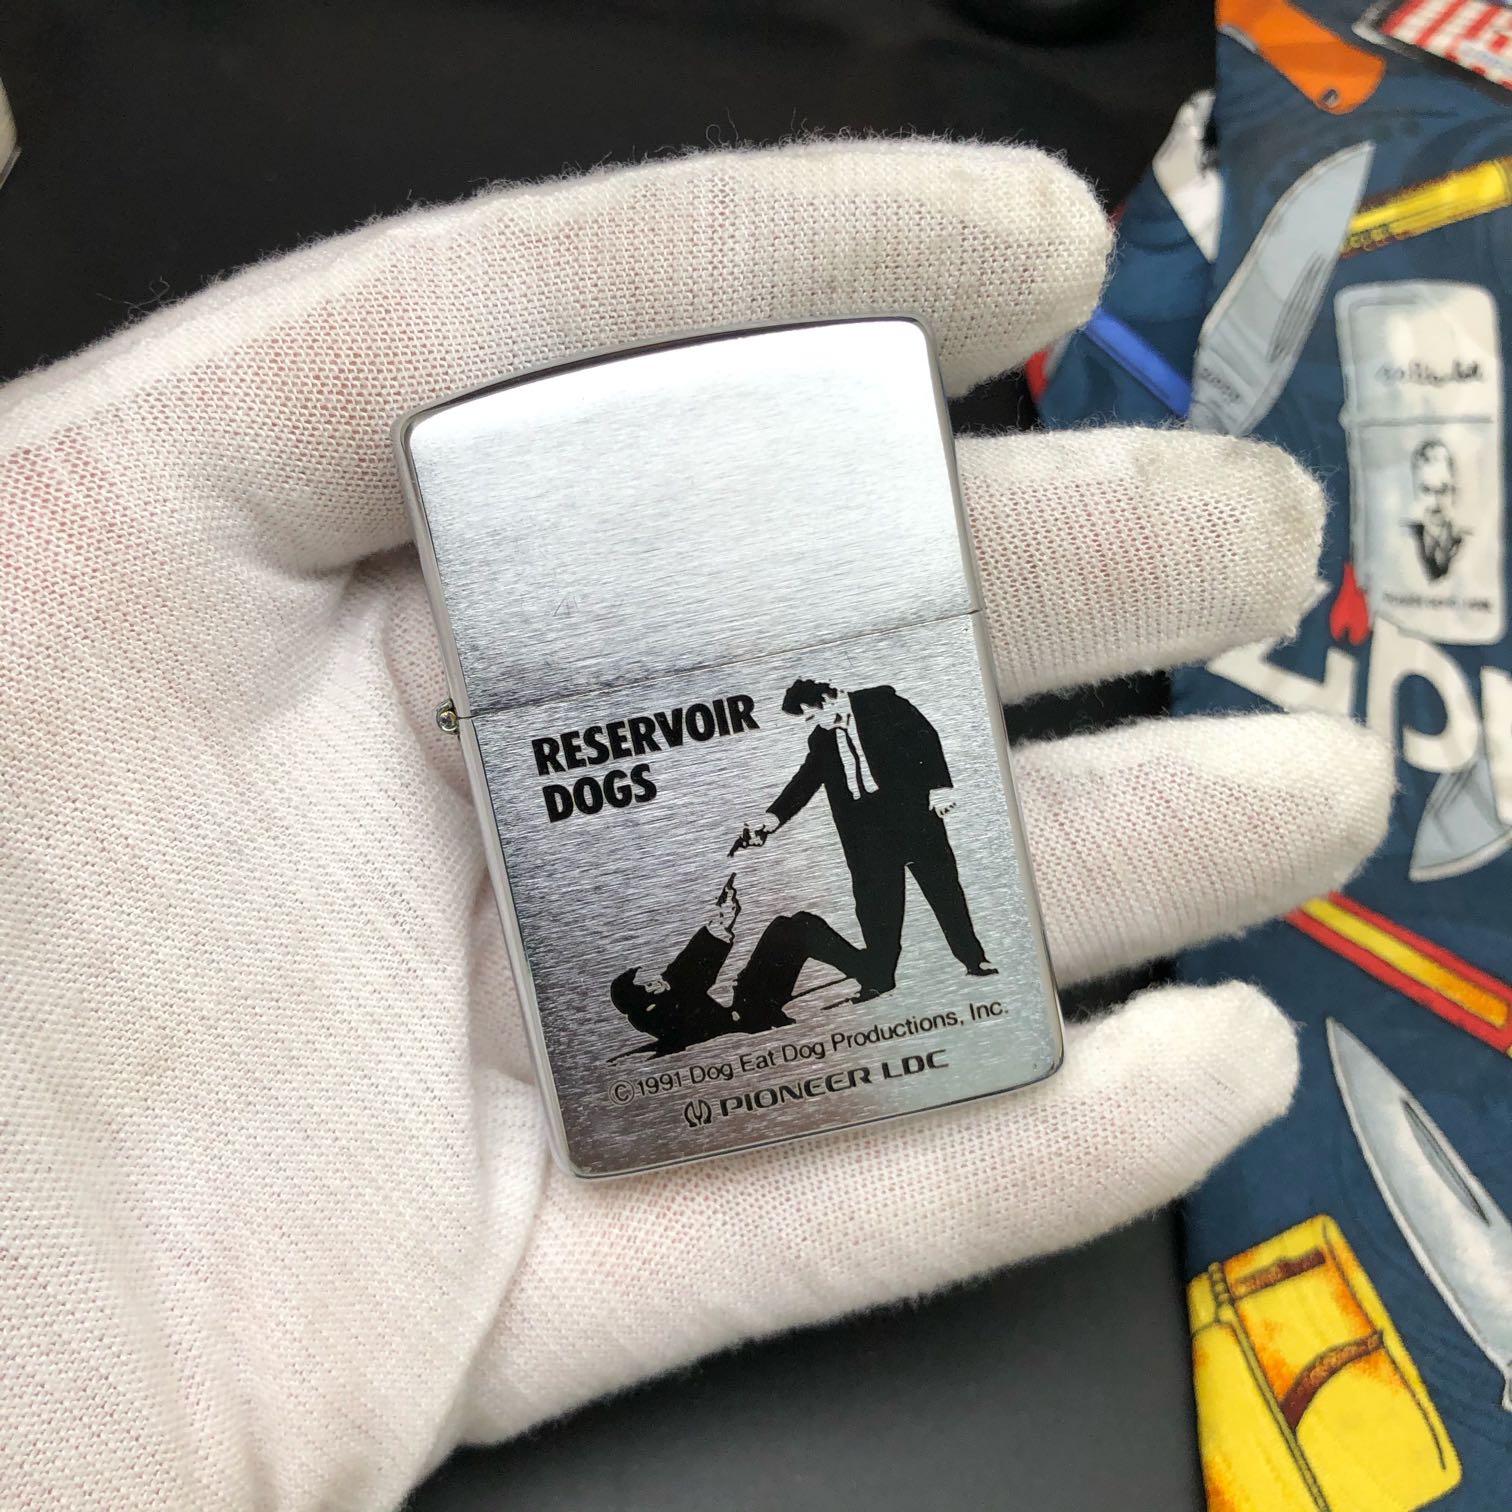 RESERVOIR
DOGS
©1991 Dog Eat Dog Productions, Inc.
PIONEER LDC